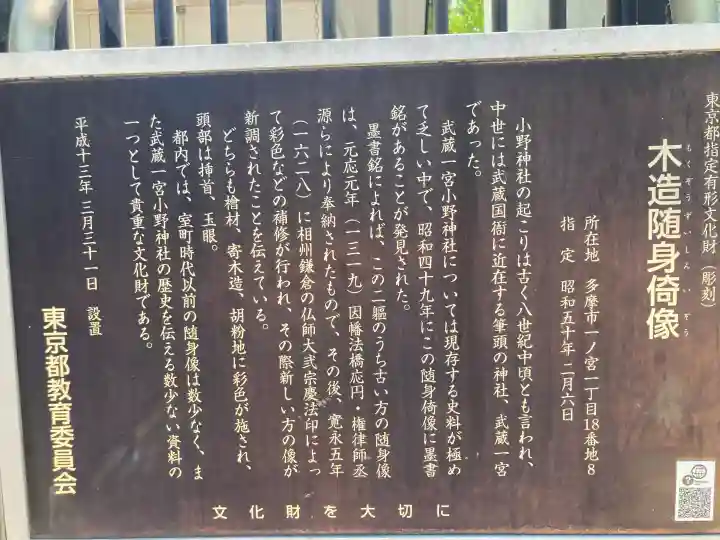 東京都指定有形文化財(彫刻)
木造随身倚像
もくぞうずいしんいぞう
所在地 多摩市一ノ宮一丁目18番地8
指定 昭和五十年二月六日
小野神社の起こりは古く八世紀中頃とも言われ、
中世には武蔵国衙に近在する筆頭の神社、武蔵一宮
であった。
武蔵一宮小野神社については現存する史料が極め
て乏しい中で、昭和四十九年にこの随身倚像に墨書
銘があることが発見された。
墨書銘によれば、この二軀のうち古い方の随身像
は、元応元年(一三一九)因幡法橋応円・権律師丞
源らにより奉納されたもので、その後、寛永五年
(一六二八)に相州鎌倉の仏師大弐宗慶法印によっ
て彩色などの補修が行われ、その際新しい方の像が
新調されたことを伝えている。
どちらも檜材、寄木造、胡粉地に彩色が施され、
頭部は挿首、玉眼。
都内では、室町時代以前の随身像は数少なく、ま
た武蔵一宮小野神社の歴史を伝える数少ない資料の
一つとして貴重な文化財である。
平成十三年三月三十一日 設置
東京都教育委員会
文化財を大切に